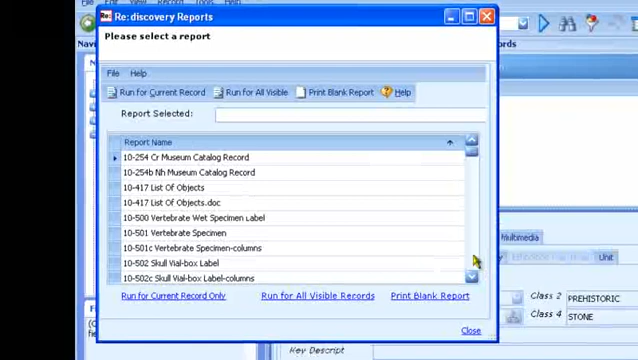 Record Tools Help
Re:discovery Reports
Please select a report
File Help
Run for Current Record Run for All Visible Print Blank Report Help
Report Selected:
Report Name
10-254 Cr Museum Catalog Record
10-254b Nh Museum Catalog Record
10-417 List Of Objects
10-417 List Of Objects.doc
10-500 Vertebrate Wet Specimen Label
10-501 Vertebrate Specimen
10-501c Vertebrate Specimen-columns
10-502 Skull Vial-box Label
10-502c Skull Vial-box Label-columns
Run for Current Record Only Run for All Visible Records Print Blank Report
Close
Multimedia
Unit
Class 2 PREHISTORIC
Class 4 STONE
Key Descript